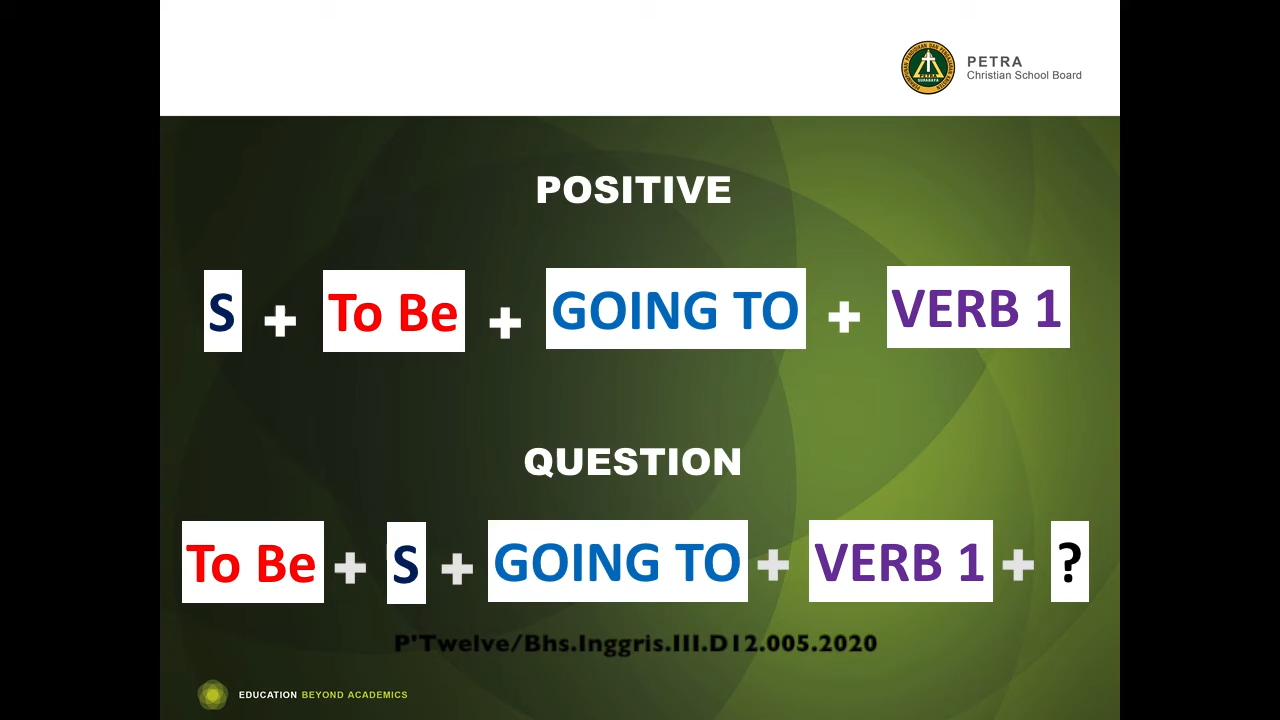 PETRA
Christian School Board
POSITIVE
S + To Be + GOING TO + VERB 1
QUESTION
To Be + S + GOING TO + VERB 1 + ?
P'Twelve/Bhs.Inggris.III.D12.005.2020
EDUCATION BEYOND ACADEMICS